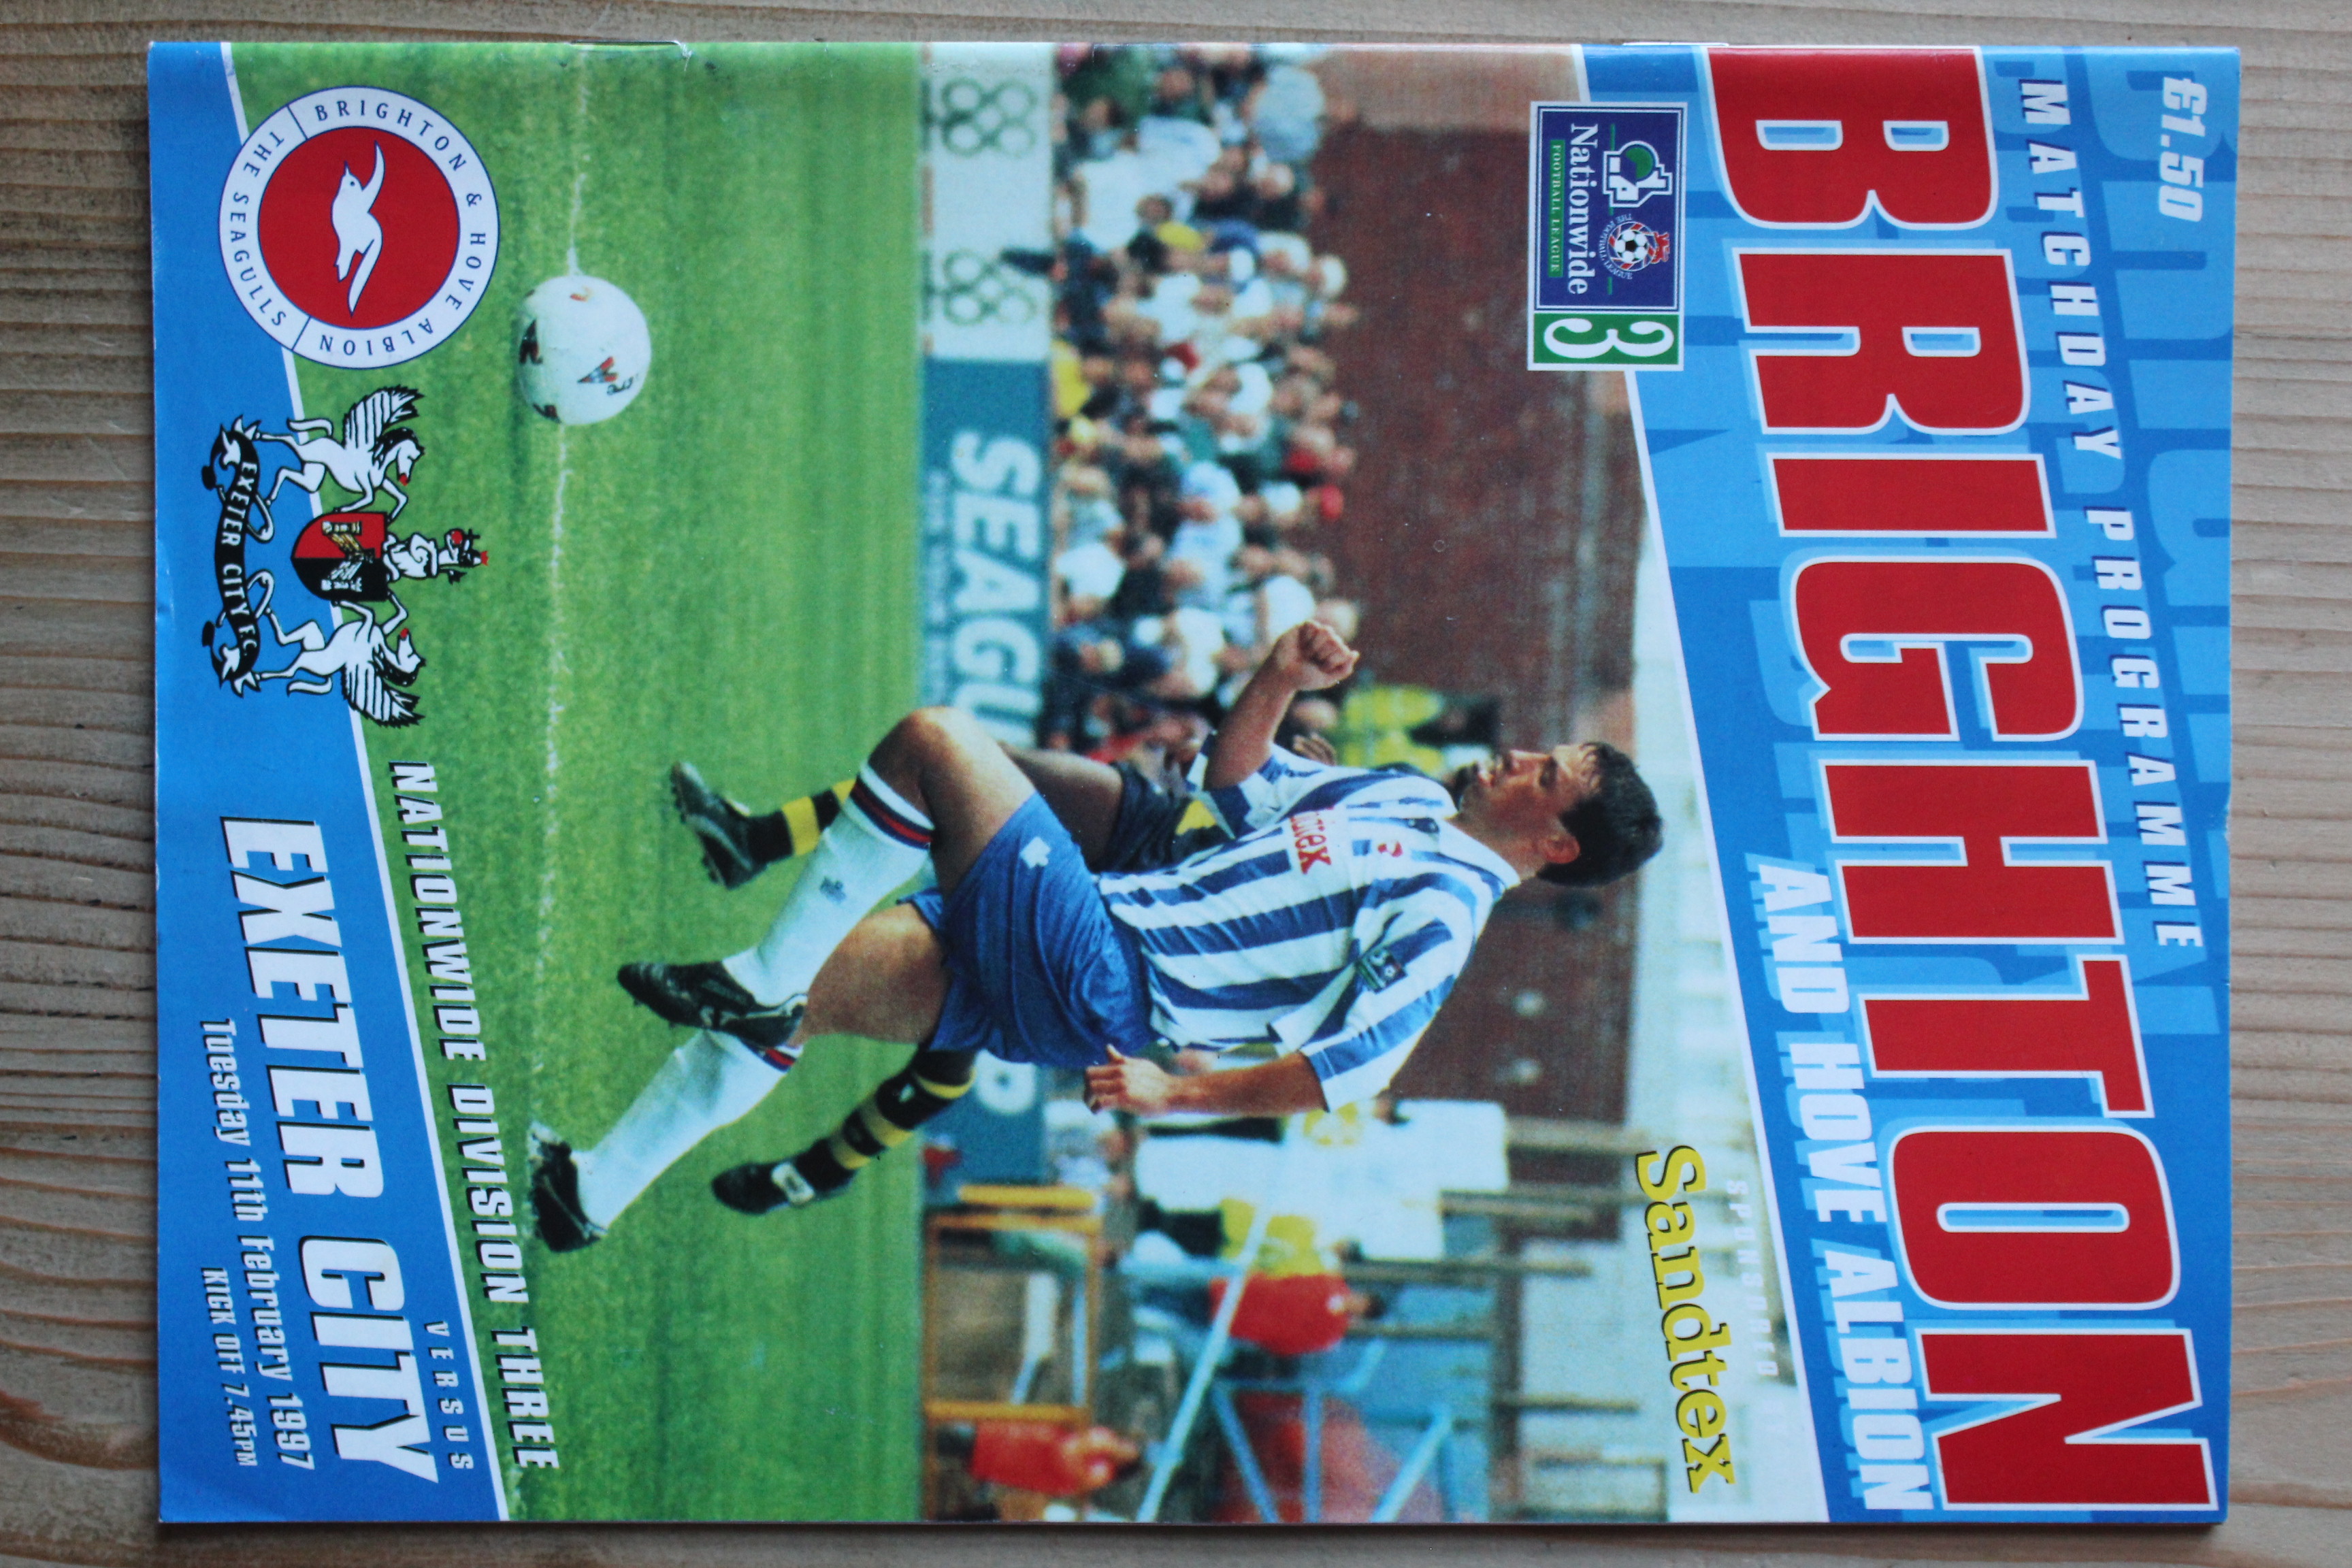 £1.50
MATCHDAY PROGRAMME
BRIGHTON
AND HOVE ALBION
Nationwide
FOOTBALL LEAGUE
3
SPONSORED
Sandtex
SEAGU
BRIGHTON & HOVE ALBION
THE SEAGULLS
EXETER CITY F.C.
NATIONWIDE DIVISION THREE
VERSUS
EXETER CITY
Tuesday 11th February 1997
KICK OFF 7.45PM